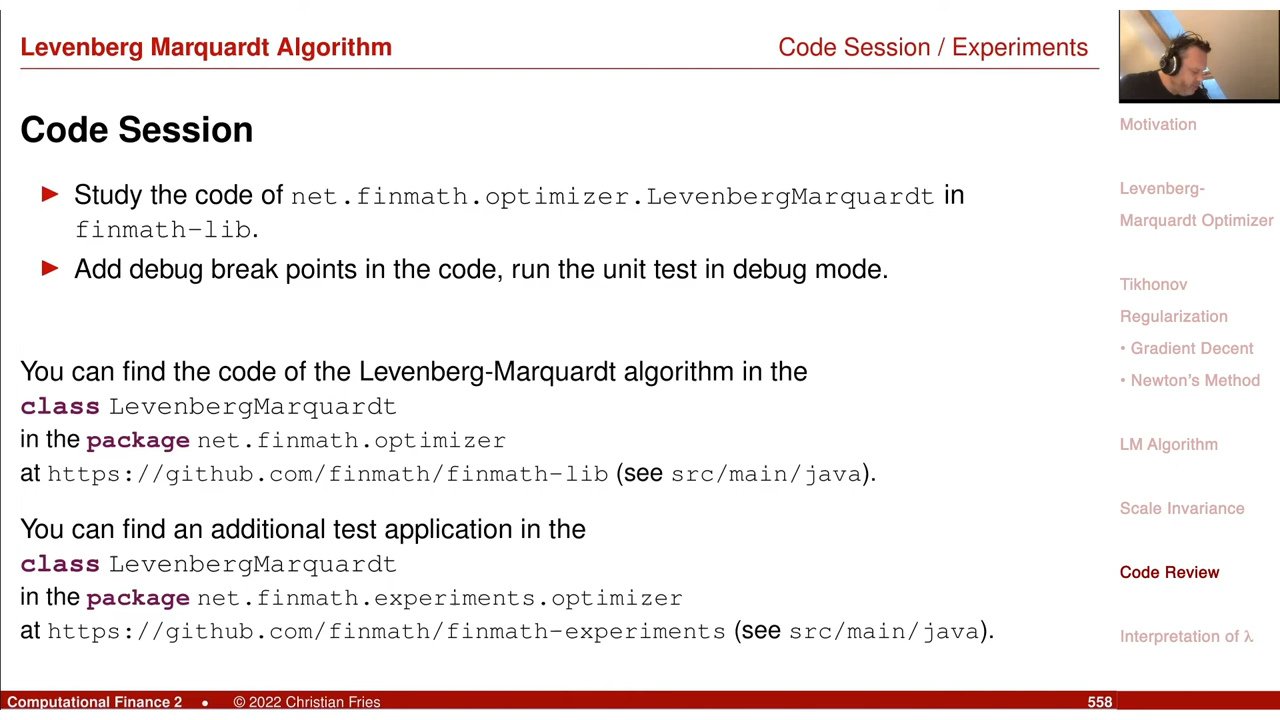 Levenberg Marquardt Algorithm
Code Session / Experiments
Code Session
Study the code of net.finmath.optimizer.LevenbergMarquardt in
finmath-lib.
Add debug break points in the code, run the unit test in debug mode.
You can find the code of the Levenberg-Marquardt algorithm in the
class LevenbergMarquardt
in the package net.finmath.optimizer
at https://github.com/finmath/finmath-lib (see src/main/java).
You can find an additional test application in the
class LevenbergMarquardt
in the package net.finmath.experiments.optimizer
at https://github.com/finmath/finmath-experiments (see src/main/java).
Motivation
Levenberg-
Marquardt Optimizer
Tikhonov
Regularization
• Gradient Decent
• Newton's Method
LM Algorithm
Scale Invariance
Code Review
Interpretation of λ
Computational Finance 2 • © 2022 Christian Fries
558